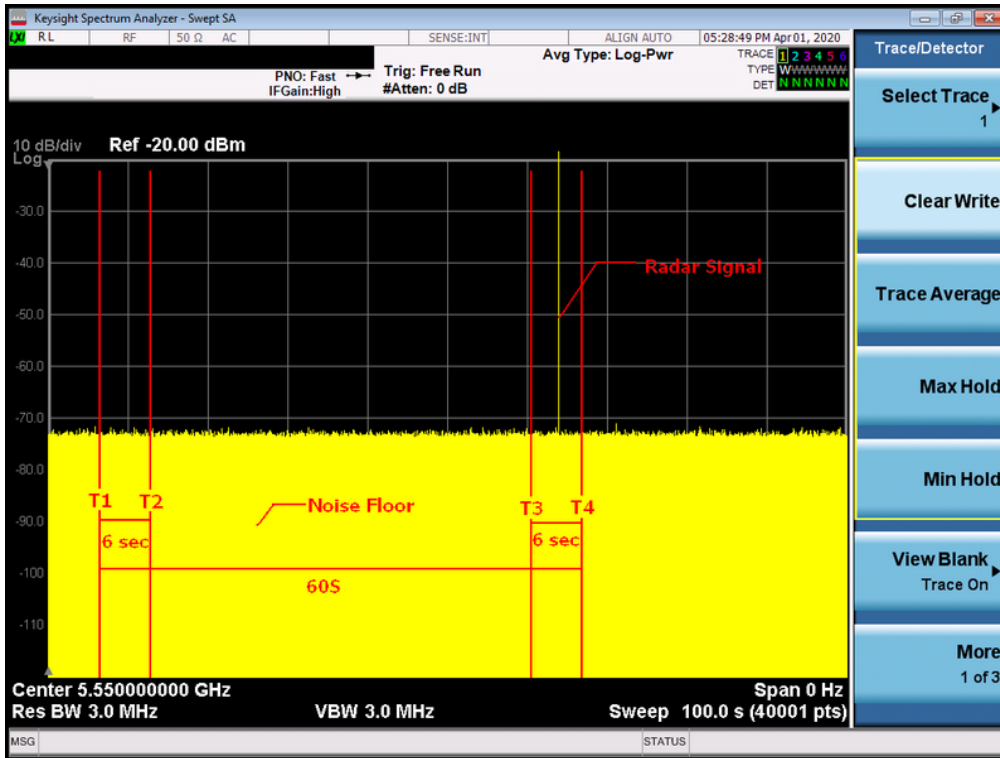 Keysight Spectrum Analyzer - Swept SA
LXI RL RF 50 Ω AC SENSE:INT ALIGN AUTO 05:28:49 PM Apr 01, 2020
Avg Type: Log-Pwr
TRACE 1 2 3 4 5 6
PNO: Fast
Trig: Free Run
TYPE WWWWWW
IFGain:High
#Atten: 0 dB
DET N N N N N N
10 dB/div
Ref -20.00 dBm
Log
-30.0
-40.0
-50.0
-60.0
-70.0
-80.0
-90.0
-100
-110
Radar Signal
T1
T2
Noise Floor
T3
T4
6 sec
6 sec
60S
Center 5.550000000 GHz
Span 0 Hz
Res BW 3.0 MHz
VBW 3.0 MHz
Sweep 100.0 s (40001 pts)
MSG
STATUS
Trace/Detector
Select Trace
1
Clear Write
Trace Average
Max Hold
Min Hold
View Blank
Trace On
More
1 of 3